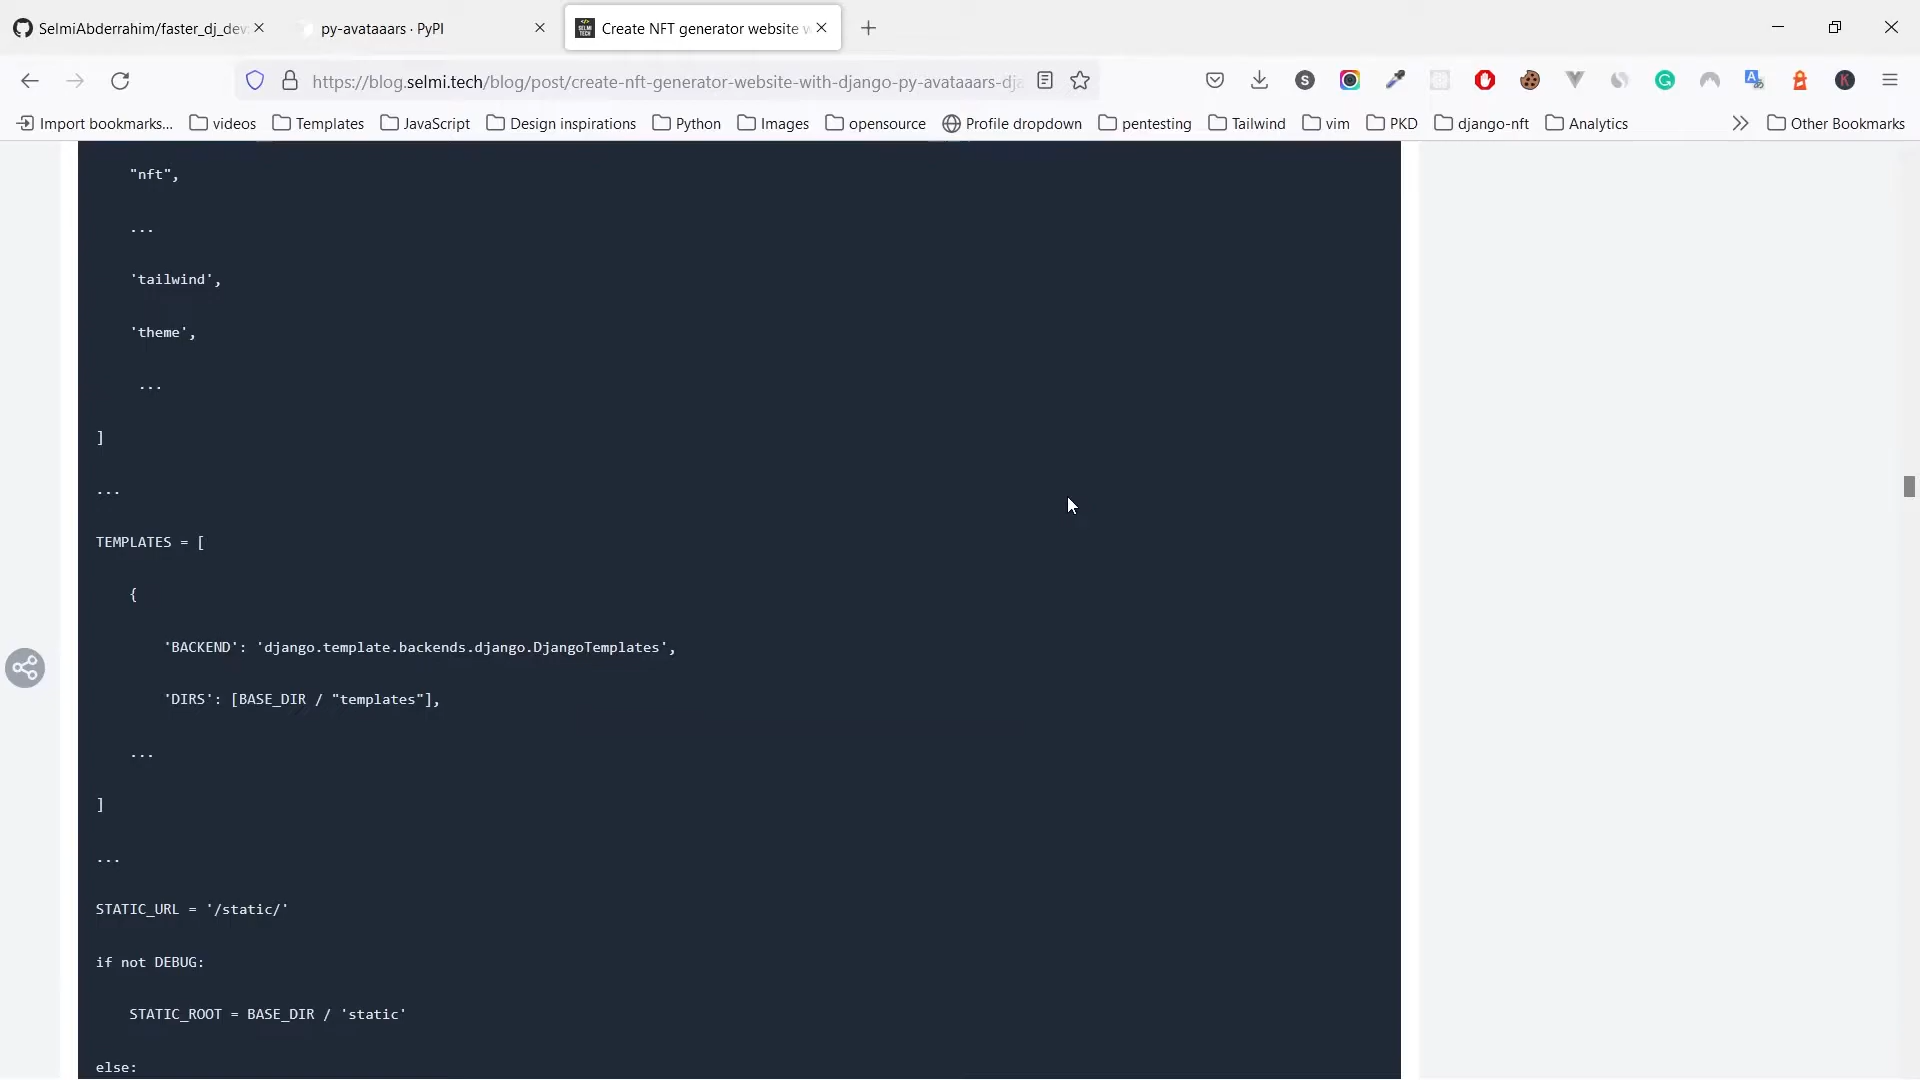 SelmiAbderrahim/faster_dj_dev
py-avataaars · PyPI
Create NFT generator website w
https://blog.selmi.tech/blog/post/create-nft-generator-website-with-django-py-avataaars-dja
Import bookmarks... videos Templates JavaScript Design inspirations Python Images opensource Profile dropdown pentesting Tailwind vim PKD django-nft Analytics Other Bookmarks
"nft",
...
'tailwind',
'theme',
...
]
...
TEMPLATES = [
{
'BACKEND': 'django.template.backends.django.DjangoTemplates',
'DIRS': [BASE_DIR / "templates"],
...
]
...
STATIC_URL = '/static/'
if not DEBUG:
STATIC_ROOT = BASE_DIR / 'static'
else: